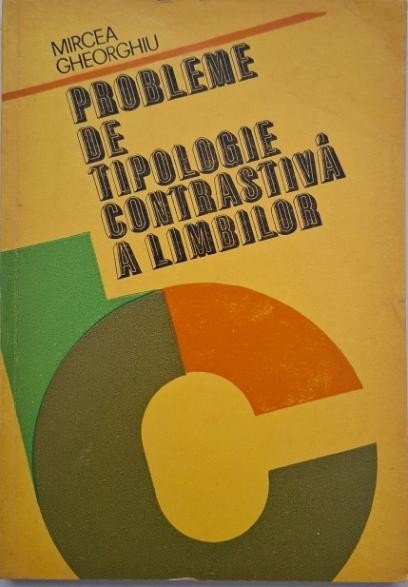 MIRCEA
GHEORGHIU
PROBLEME
DE
TIPOLOGIE
CONTRASTIVĂ
A LIMBILOR